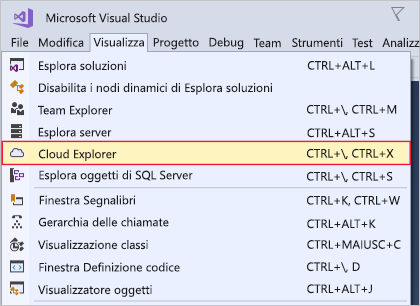 Microsoft Visual Studio
File Modifica Visualizza Progetto Debug Team Strumenti Test Analizz
Esplora soluzioni CTRL+ALT+L
Disabilita i nodi dinamici di Esplora soluzioni
Team Explorer CTRL+\, CTRL+M
Esplora server CTRL+ALT+S
Cloud Explorer CTRL+\, CTRL+X
Esplora oggetti di SQL Server CTRL+\, CTRL+S
Finestra Segnalibri CTRL+K, CTRL+W
Gerarchia delle chiamate CTRL+ALT+K
Visualizzazione classi CTRL+MAIUSC+C
Finestra Definizione codice CTRL+\, D
Visualizzatore oggetti CTRL+ALT+J